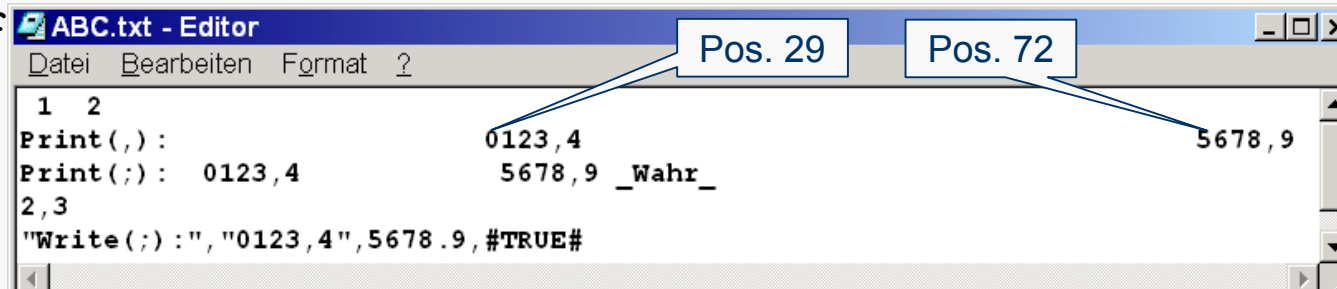 ABC.txt - Editor
Datei Bearbeiten Format ?
Pos. 29 Pos. 72
1 2
Print(,): 0123,4 5678,9
Print(;): 0123,4 5678,9 _Wahr_
2,3
"Write(;):","0123,4",5678.9,#TRUE#